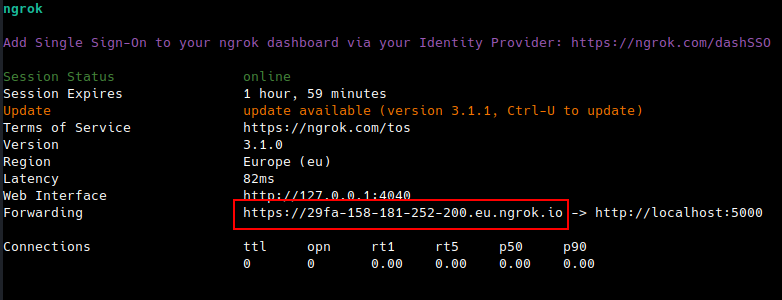 ngrok
Add Single Sign-On to your ngrok dashboard via your Identity Provider: https://ngrok.com/dashSSO
Session Status online
Session Expires 1 hour, 59 minutes
Update update available (version 3.1.1, Ctrl-U to update)
Terms of Service https://ngrok.com/tos
Version 3.1.0
Region Europe (eu)
Latency 82ms
Web Interface http://127.0.0.1:4040
Forwarding https://29fa-158-181-252-200.eu.ngrok.io -> http://localhost:5000
Connections ttl opn rt1 rt5 p50 p90
0 0 0.00 0.00 0.00 0.00